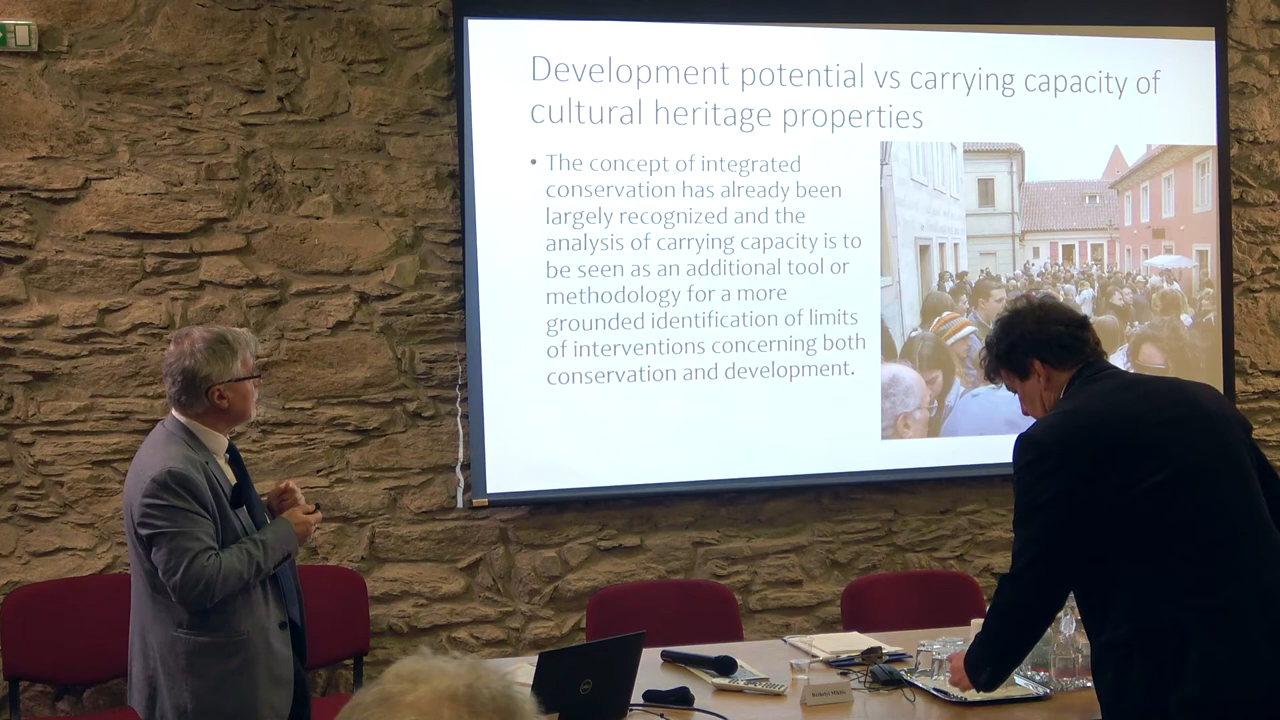 Development potential vs carrying capacity of
cultural heritage properties
• The concept of integrated
conservation has already been
largely recognized and the
analysis of carrying capacity is to
be seen as an additional tool or
methodology for a more
grounded identification of limits
of interventions concerning both
conservation and development.
DELL